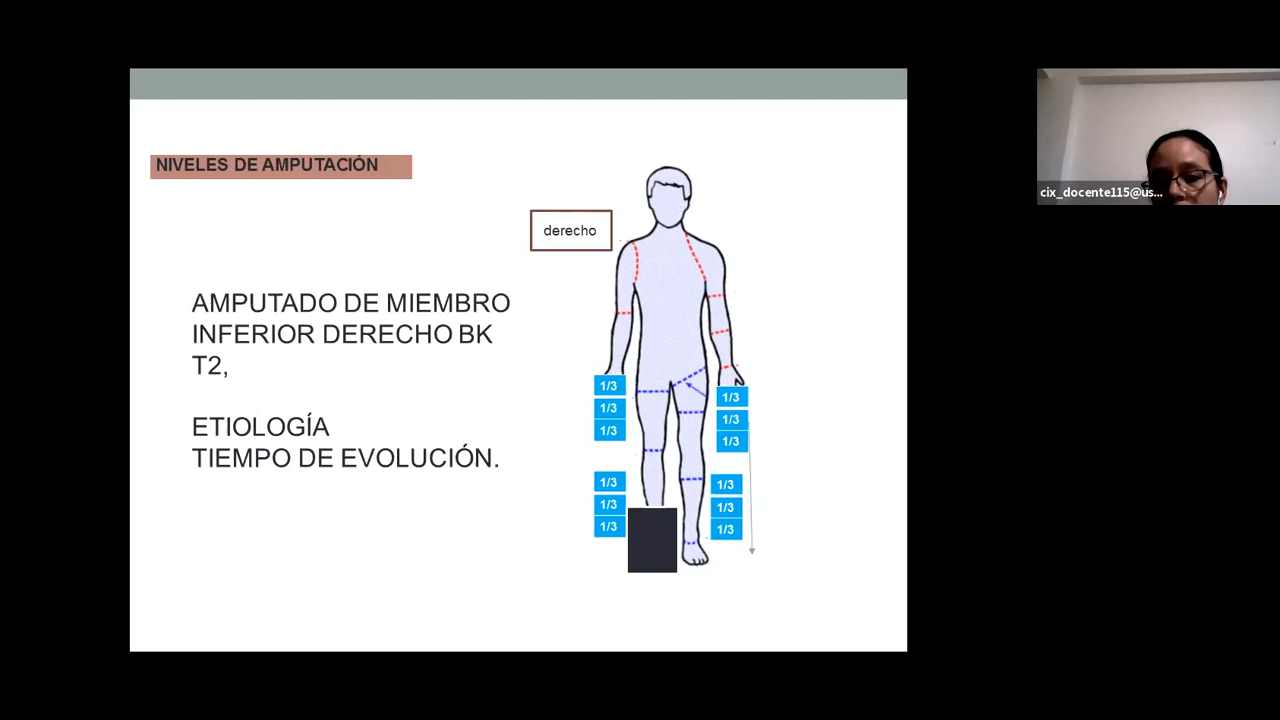 NIVELES DE AMPUTACIÓN
derecho
AMPUTADO DE MIEMBRO
INFERIOR DERECHO BK
T2,
ETIOLOGÍA
TIEMPO DE EVOLUCIÓN.
1/3
1/3
1/3
1/3
1/3
1/3
1/3
1/3
1/3
1/3
1/3
1/3
cix_docente115@us...